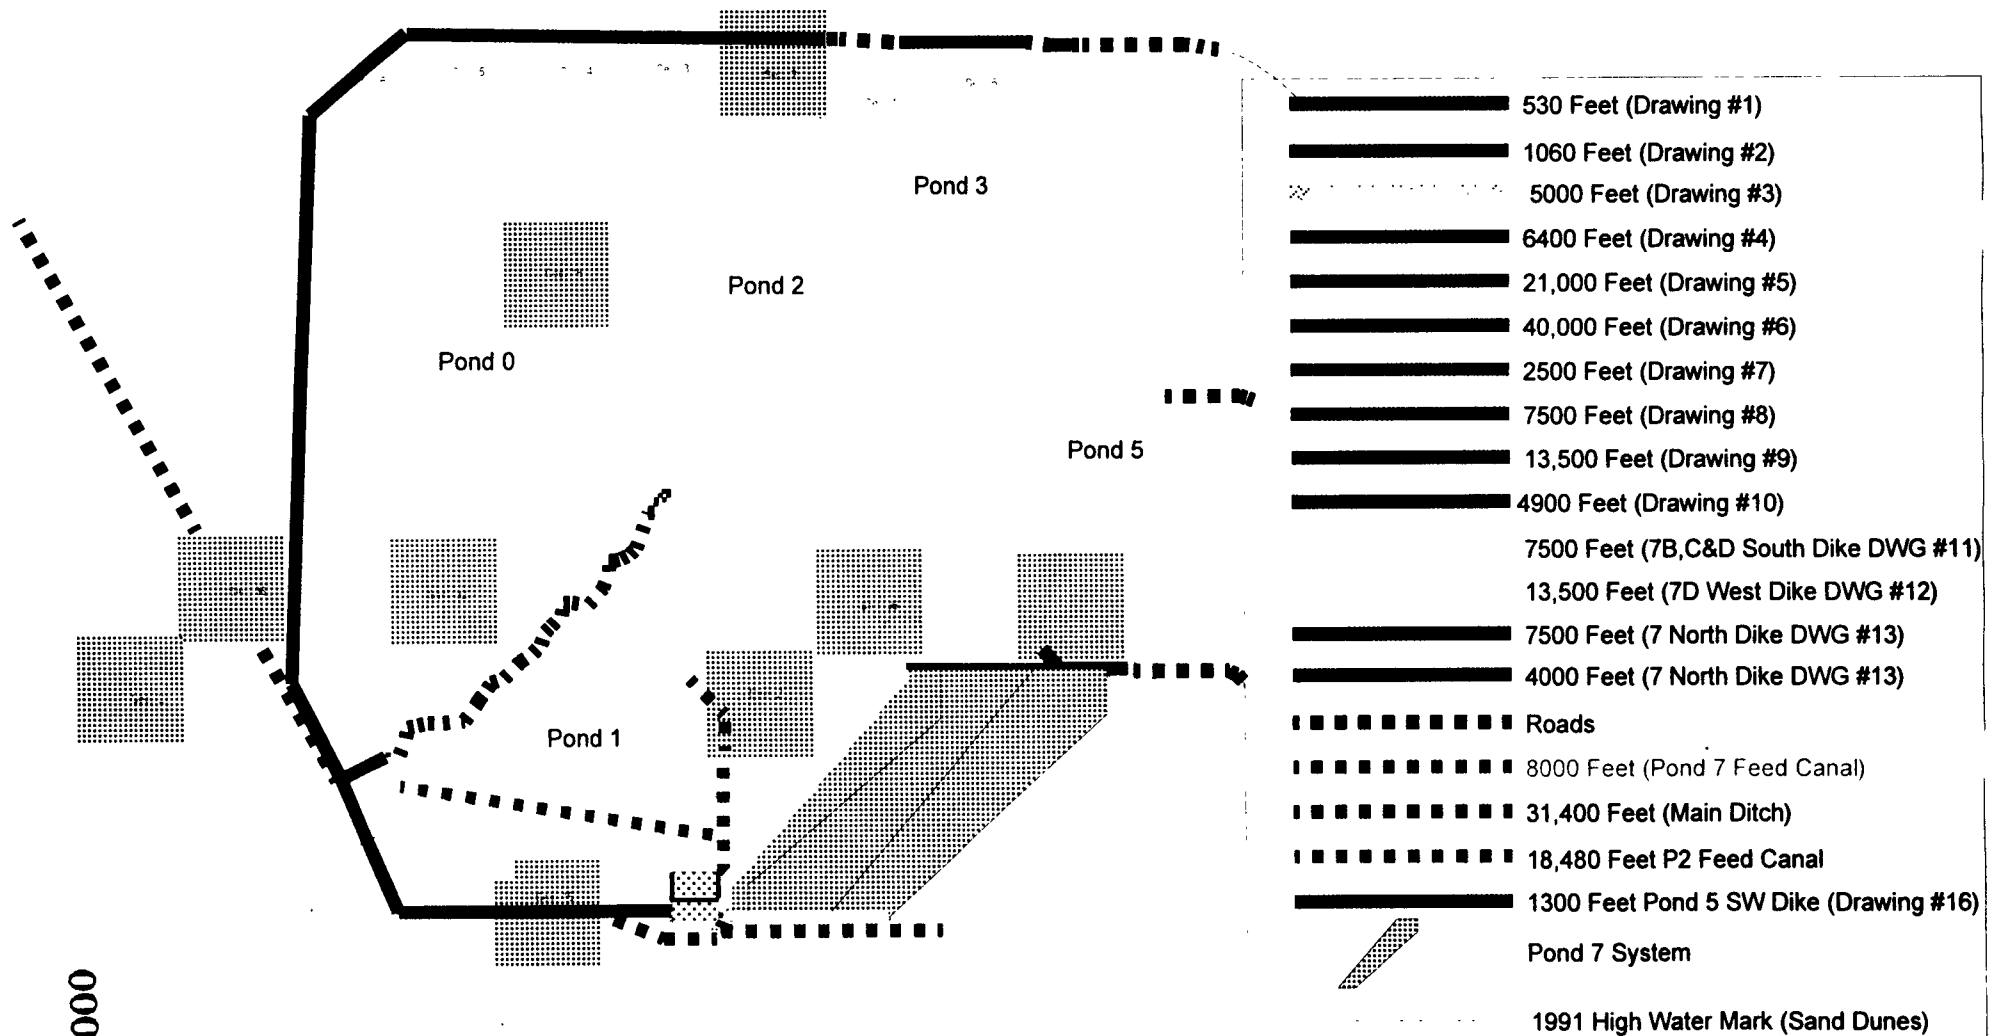 Pond 3
Pond 2
Pond 0
Pond 5
Pond 1
000
530 Feet (Drawing #1)
1060 Feet (Drawing #2)
5000 Feet (Drawing #3)
6400 Feet (Drawing #4)
21,000 Feet (Drawing #5)
40,000 Feet (Drawing #6)
2500 Feet (Drawing #7)
7500 Feet (Drawing #8)
13,500 Feet (Drawing #9)
4900 Feet (Drawing #10)
7500 Feet (7B,C&D South Dike DWG #11)
13,500 Feet (7D West Dike DWG #12)
7500 Feet (7 North Dike DWG #13)
4000 Feet (7 North Dike DWG #13)
Roads
8000 Feet (Pond 7 Feed Canal)
31,400 Feet (Main Ditch)
18,480 Feet P2 Feed Canal
1300 Feet Pond 5 SW Dike (Drawing #16)
Pond 7 System
1991 High Water Mark (Sand Dunes)